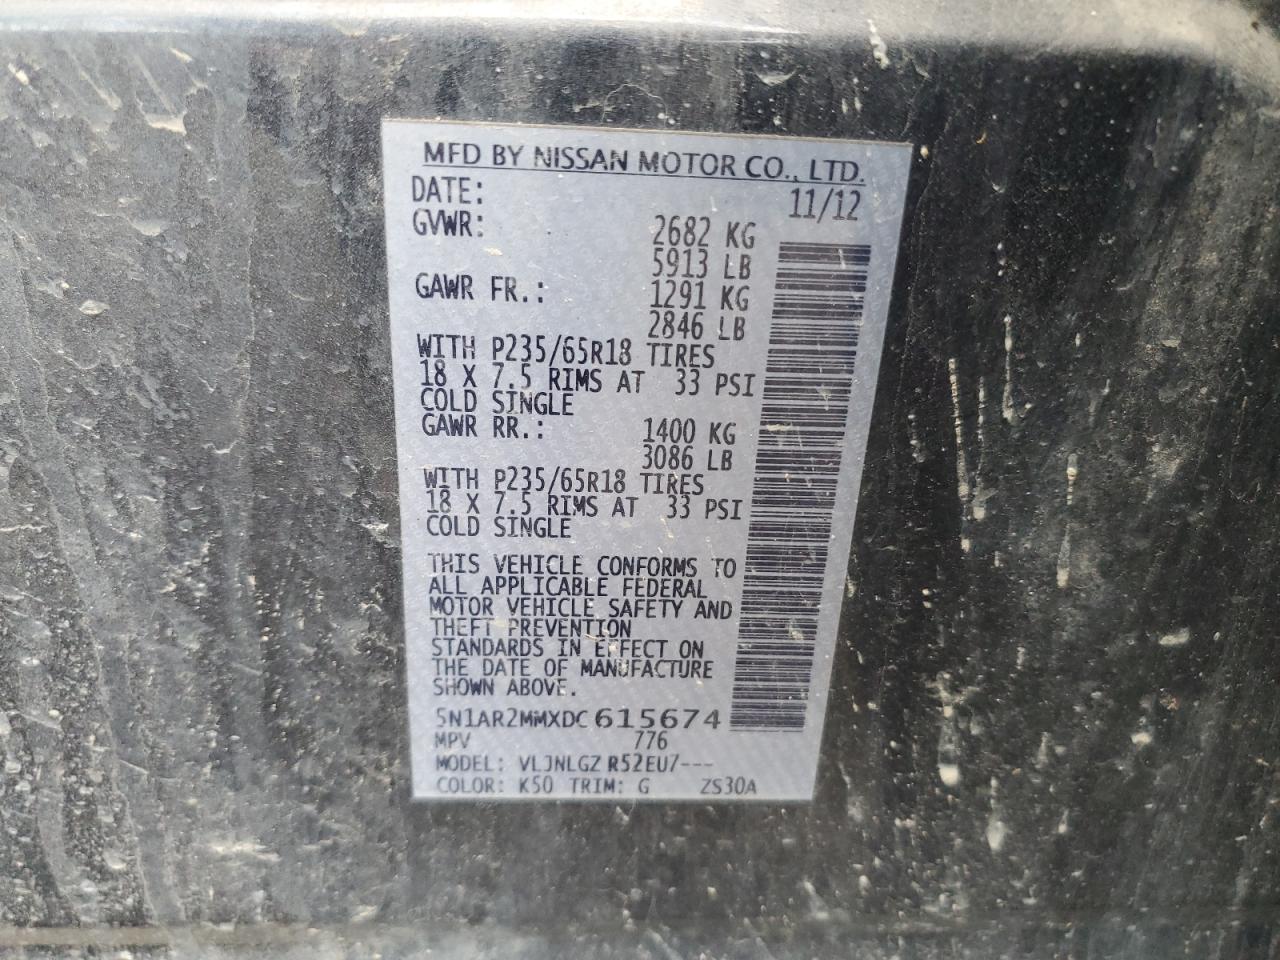 MFD BY NISSAN MOTOR CO., LTD.
DATE: 11/12
GVWR: 2682 KG
5913 LB
GAWR FR.: 1291 KG
2846 LB
WITH P235/65R18 TIRES
18 X 7.5 RIMS AT 33 PSI
COLD SINGLE
GAWR RR.: 1400 KG
3086 LB
WITH P235/65R18 TIRES
18 X 7.5 RIMS AT 33 PSI
COLD SINGLE
THIS VEHICLE CONFORMS TO
ALL APPLICABLE FEDERAL
MOTOR VEHICLE SAFETY AND
THEFT PREVENTION
STANDARDS IN EFFECT ON
THE DATE OF MANUFACTURE
SHOWN ABOVE.
5N1AR2MMXDC615674
MPV 776
MODEL: VLJNLGZ R52EU7---
COLOR: K50 TRIM: G ZS30A